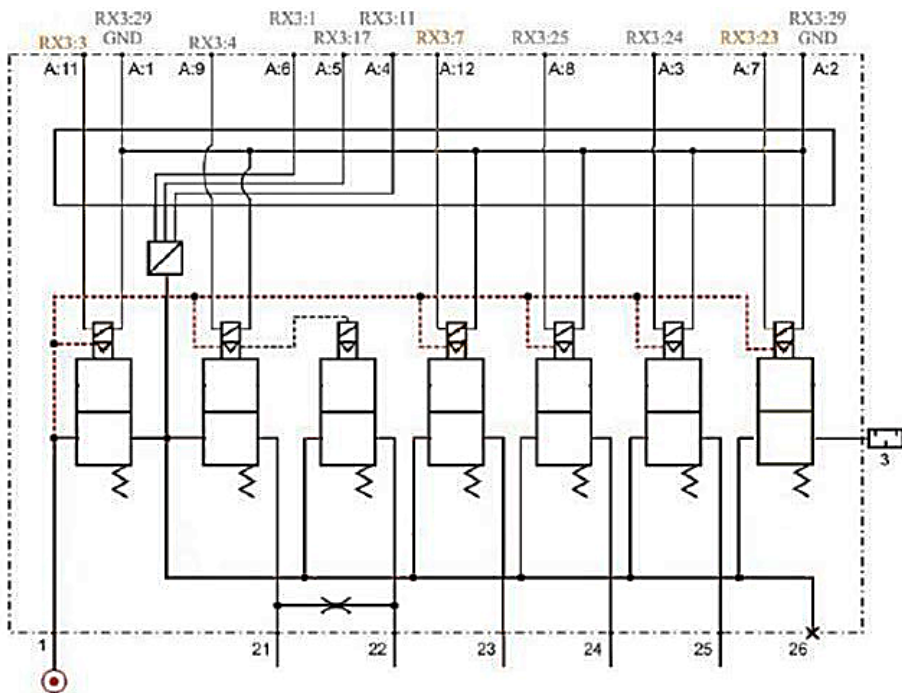 RX3:29 RX3:1 RX3:11 RX3:29
RX3:3 GND RX3:4 RX3:17 RX3:7 RX3:25 RX3:24 RX3:23 GND
A:11 A:1 A:9 A:6 A:5 A:4 A:12 A:8 A:3 A:7 A:2
3
1 21 22 23 24 25 26